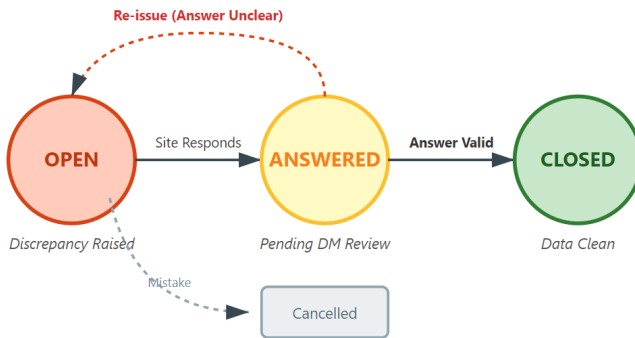 Re-issue (Answer Unclear)
OPEN
Site Responds
ANSWERED
Answer Valid
CLOSED
Discrepancy Raised
Pending DM Review
Data Clean
Mistake
Cancelled